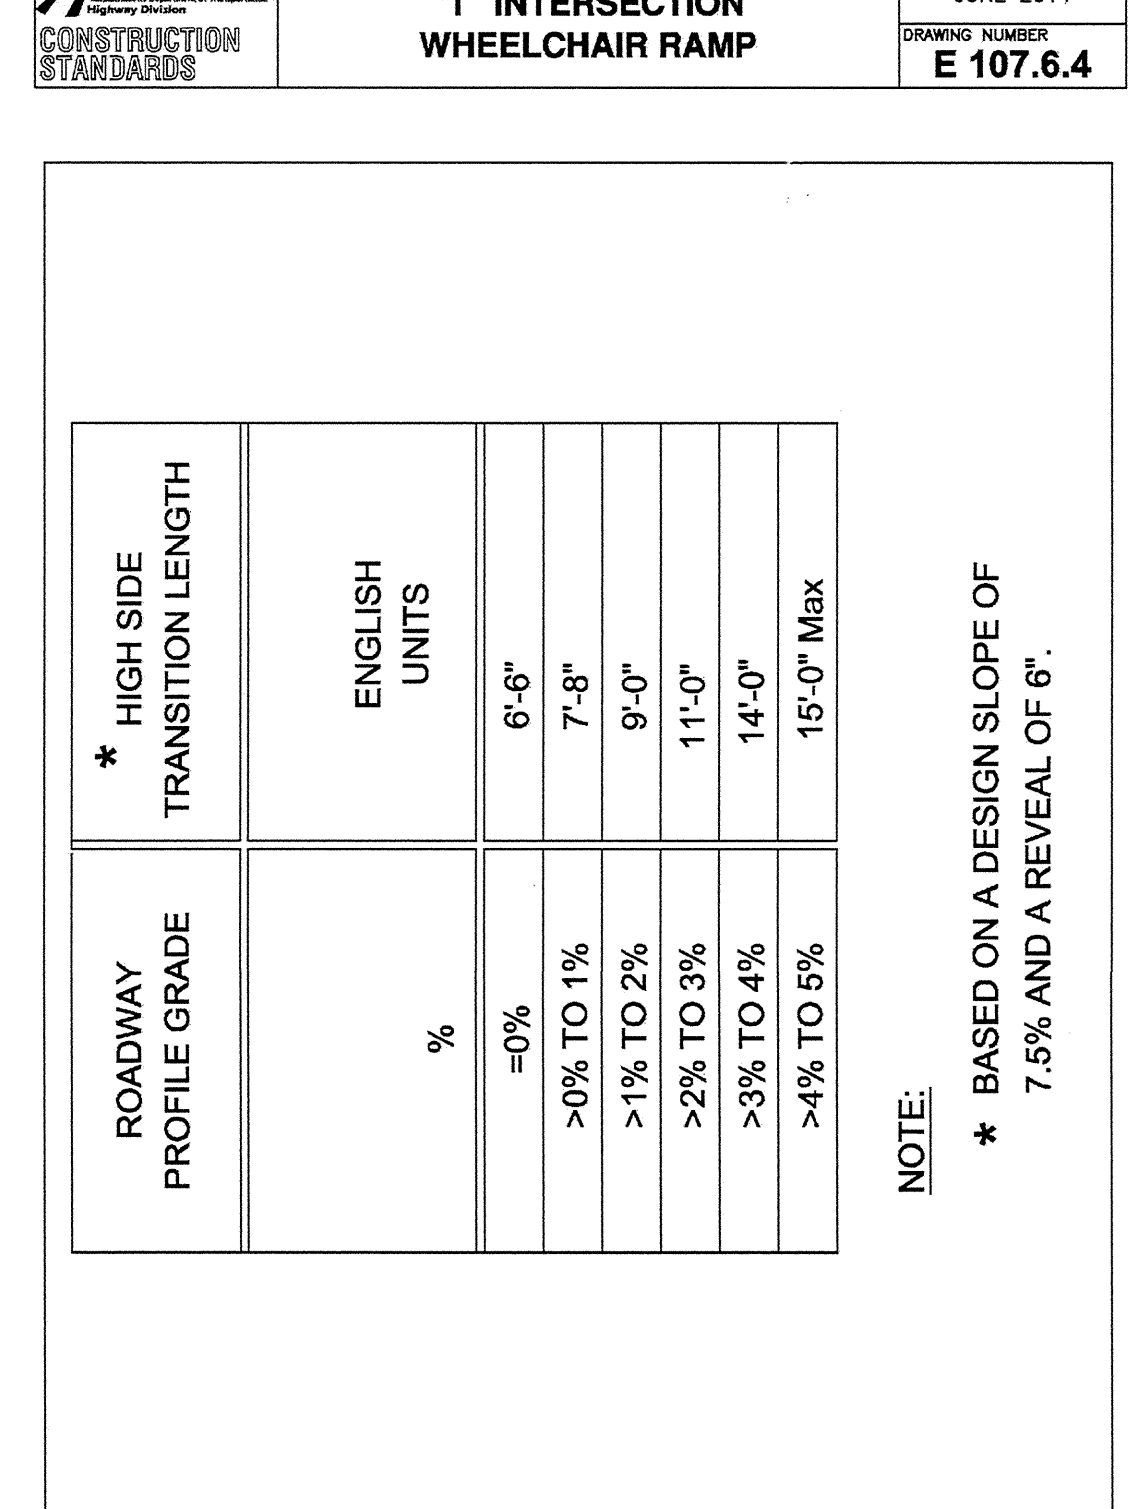 Highway Division
CONSTRUCTION
STANDARDS
INTERSECTION
WHEELCHAIR RAMP
DRAWING NUMBER
E 107.6.4
ROADWAY
PROFILE GRADE
* HIGH SIDE
TRANSITION LENGTH
%
ENGLISH
UNITS
=0% 6'-6"
>0% TO 1% 7'-8"
>1% TO 2% 9'-0"
>2% TO 3% 11'-0"
>3% TO 4% 14'-0"
>4% TO 5% 15'-0" Max
NOTE:
* BASED ON A DESIGN SLOPE OF
7.5% AND A REVEAL OF 6".